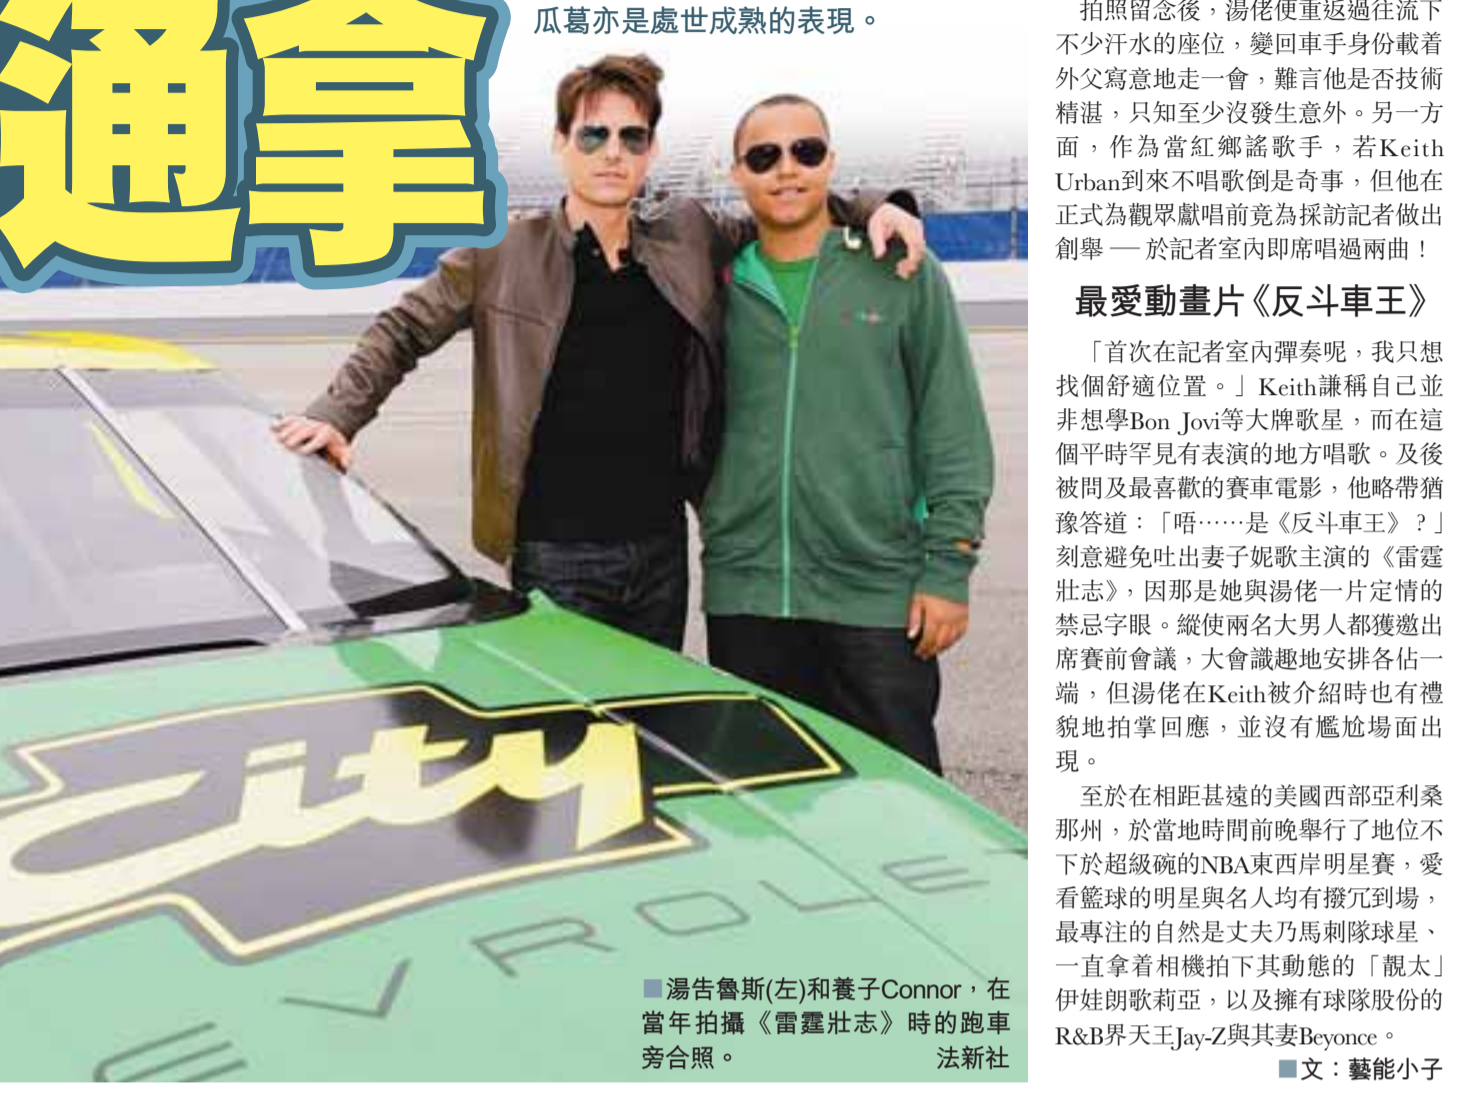 通拿
瓜葛亦是處世成熟的表現。
City
EVROLE
■湯告魯斯(左)和養子Connor，在
當年拍攝《雷霆壯志》時的跑車
旁合照。 法新社
拍照留念後，湯佬便重返過往流下
不少汗水的座位，變回車手身份載着
外父寫意地走一會，難言他是否技術
精湛，只知至少沒發生意外。另一方
面，作為當紅鄉謠歌手，若Keith
Urban到來不唱歌倒是奇事，但他在
正式為觀眾獻唱前竟為採訪記者做出
創舉 — 於記者室內即席唱過兩曲！
最愛動畫片《反斗車王》
「首次在記者室內彈奏呢，我只想
找個舒適位置。」Keith謙稱自己並
非想學Bon Jovi等大牌歌星，而在這
個平時罕見有表演的地方唱歌。及後
被問及最喜歡的賽車電影，他略帶猶
豫答道：「唔……是《反斗車王》？」
刻意避免吐出妻子妮歌主演的《雷霆
壯志》，因那是她與湯佬一片定情的
禁忌字眼。縱使兩名大男人都獲邀出
席賽前會議，大會識趣地安排各佔一
端，但湯佬在Keith被介紹時也有禮
貌地拍掌回應，並沒有尷尬場面出
現。
至於在相距甚遠的美國西部亞利桑
那州，於當地時間前晚舉行了地位不
下於超級碗的NBA東西岸明星賽，愛
看籃球的明星與名人均有撥冗到場，
最專注的自然是丈夫乃馬刺隊球星、
一直拿着相機拍下其動態的「靚太」
伊娃朗歌莉亞，以及擁有球隊股份的
R&B界天王Jay-Z與其妻Beyonce。
■文：藝能小子